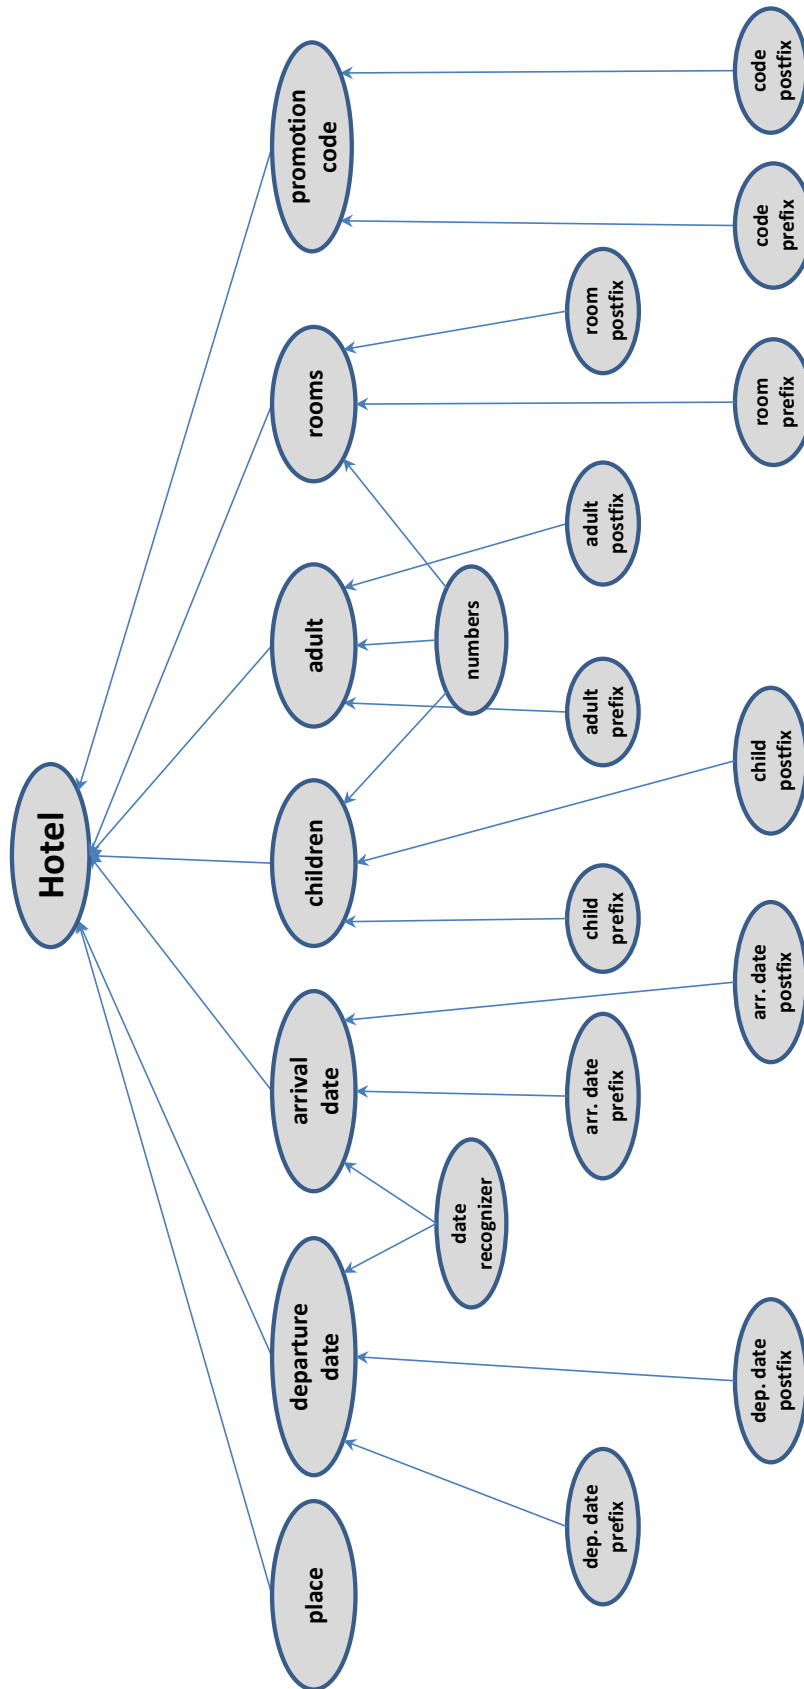 Hotel
place
departure
date
arrival
date
children
adult
rooms
promotion
code
date
recognizer
numbers
dep. date
prefix
arr. date
prefix
child
prefix
adult
prefix
adult
postfix
room
postfix
dep. date
postfix
arr. date
postfix
child
postfix
room
prefix
code
prefix
code
postfix